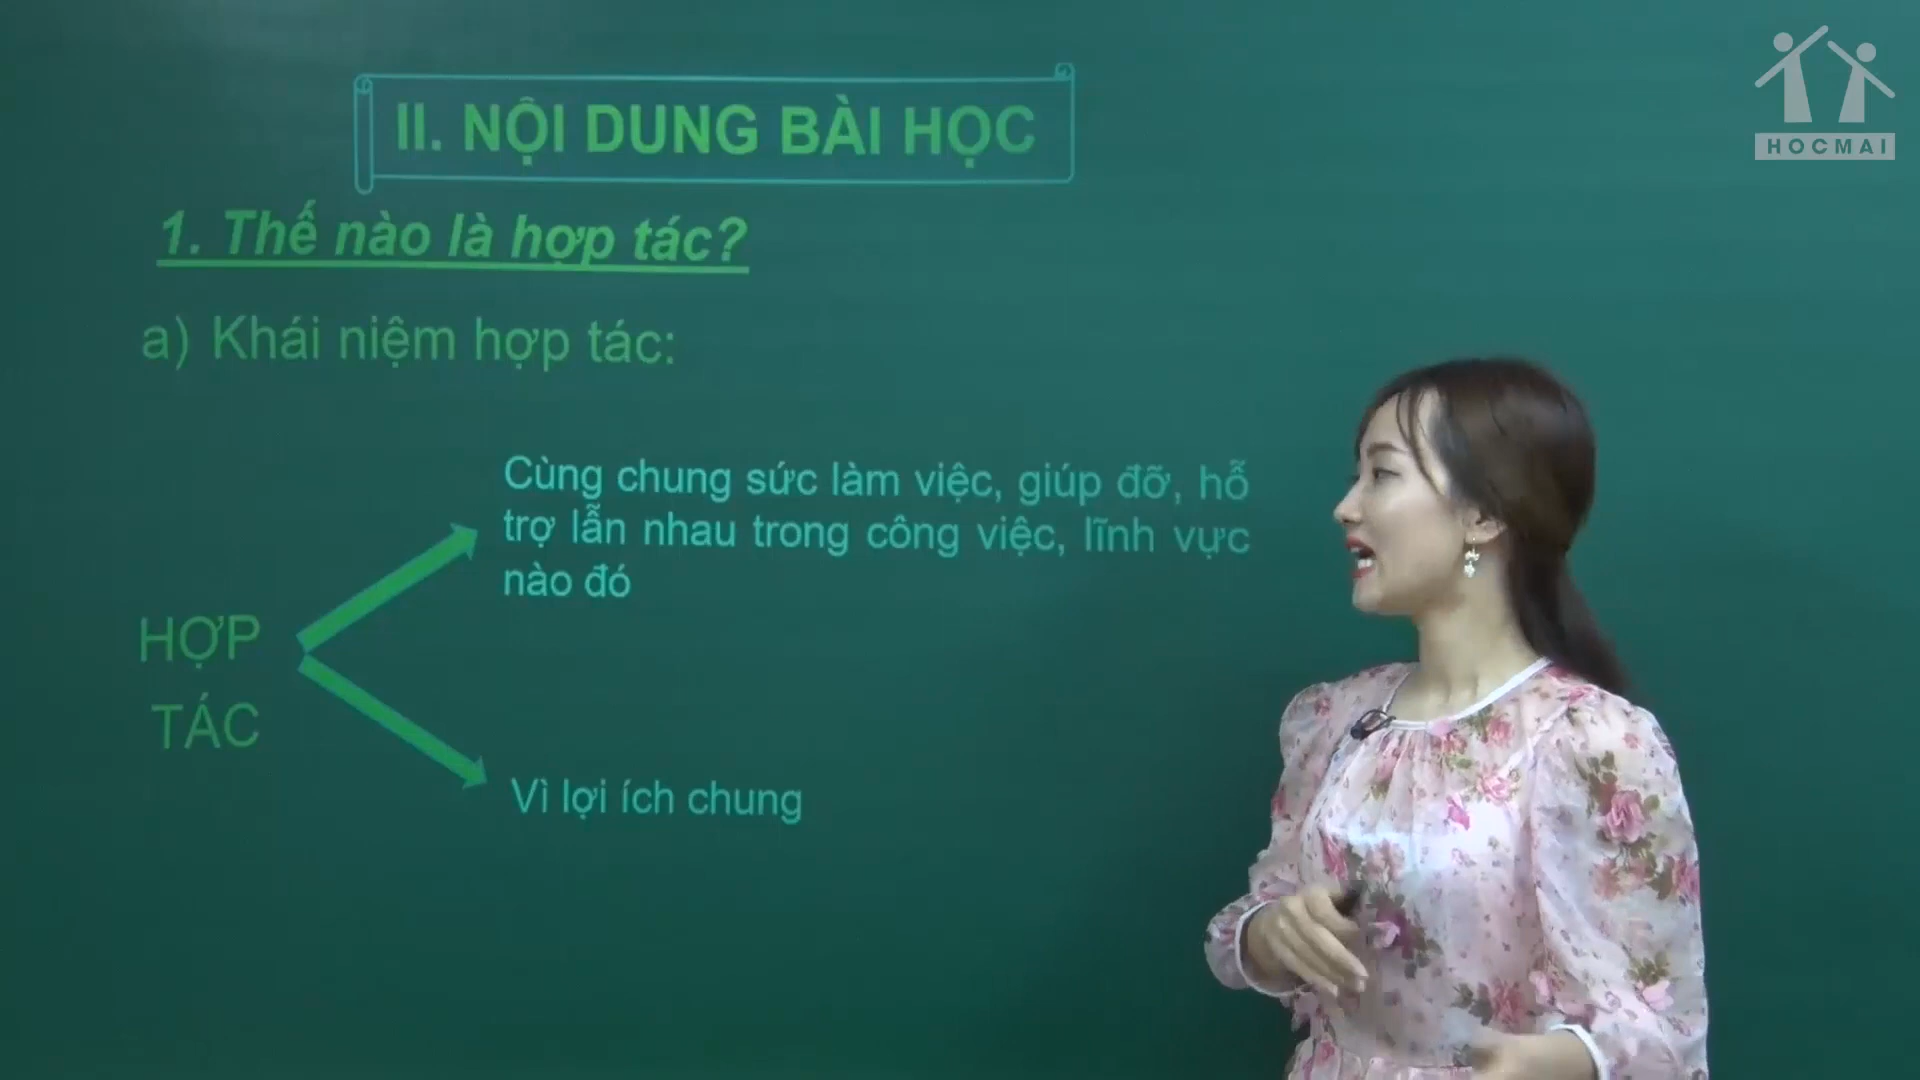 HOCMAI
II. NỘI DUNG BÀI HỌC
1. Thế nào là hợp tác?
a) Khái niệm hợp tác:
Cùng chung sức làm việc, giúp đỡ, hỗ
trợ lẫn nhau trong công việc, lĩnh vực
nào đó
HỢP
TÁC
Vì lợi ích chung